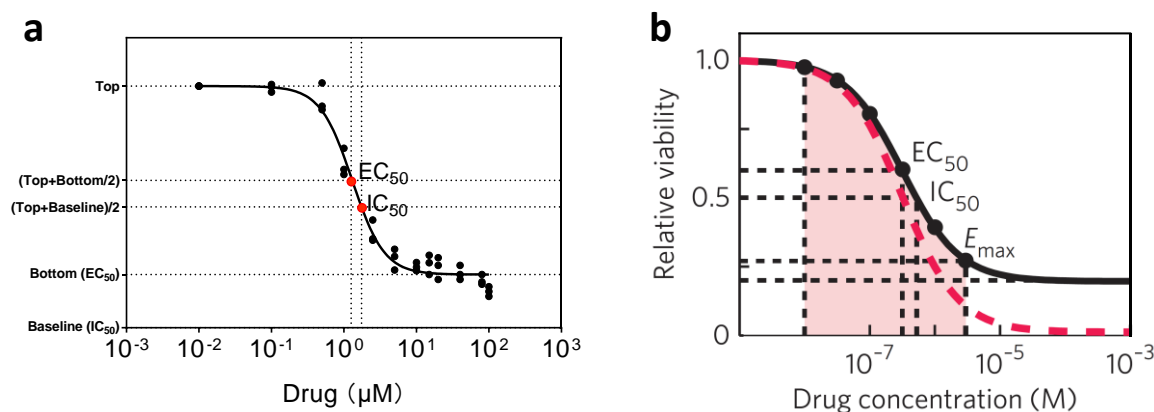 a
Top
(Top+Bottom/2)
(Top+Baseline)/2
Bottom (EC50)
Baseline (IC50)
EC50
IC50
10-3 10-2 10-1 100 101 102 103
Drug (μM)
b
Relative viability
1.0
0.5
0
EC50
IC50
Emax
10-7 10-5 10-3
Drug concentration (M)